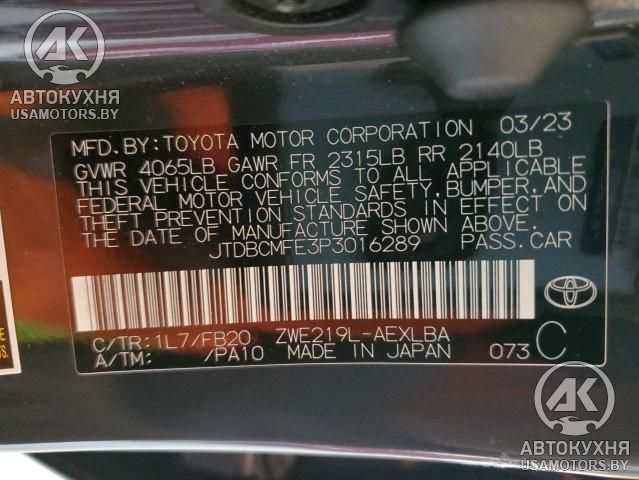 АК
АВТОКУХНЯ
USAMOTORS.BY
MFD.BY:TOYOTA MOTOR CORPORATION 03/23
GVWR 4065LB GAWR FR 2315LB RR 2140LB
THIS VEHICLE CONFORMS TO ALL APPLICABLE
FEDERAL MOTOR VEHICLE SAFETY,BUMPER,AND
THEFT PREVENTION STANDARDS IN EFFECT ON
THE DATE OF MANUFACTURE SHOWN ABOVE.
JTDBCMFE3P3016289 PASS.CAR
TOYOTA
C/TR:1L7/FB20 ZWE219L-AEXLBA
A/TM: /PA10 MADE IN JAPAN 073 C
АК
АВТОКУХНЯ
USAMOTORS.BY